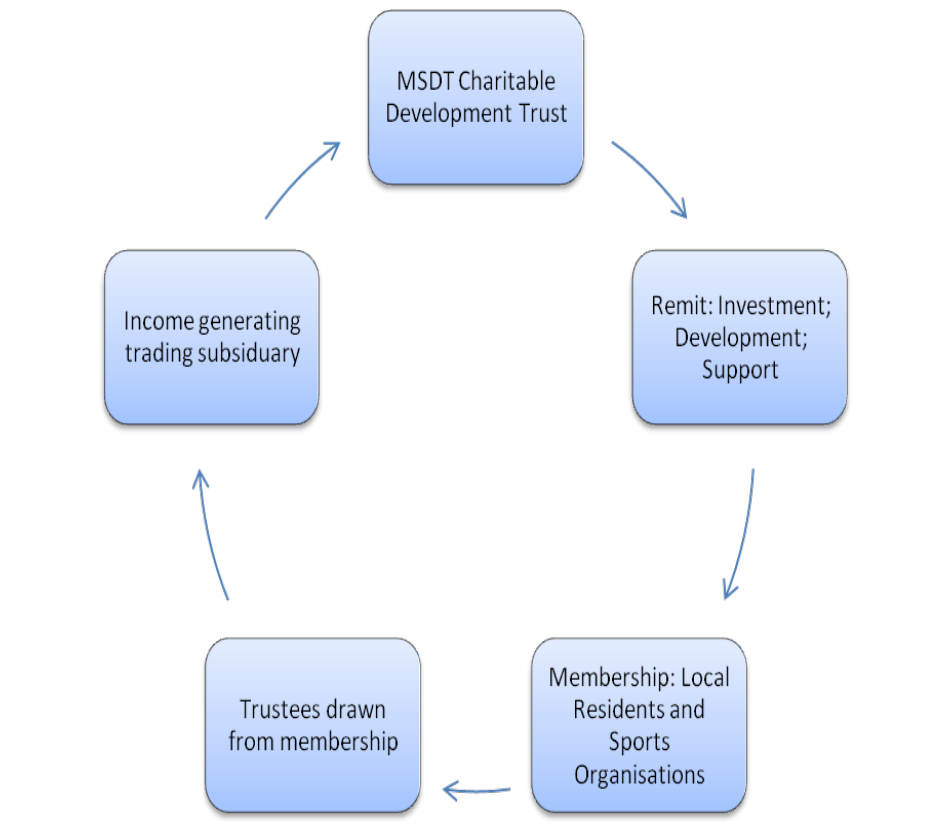 MSDT Charitable
Development Trust
Remit: Investment;
Development;
Support
Membership: Local
Residents and
Sports
Organisations
Trustees drawn
from membership
Income generating
trading subsiduary